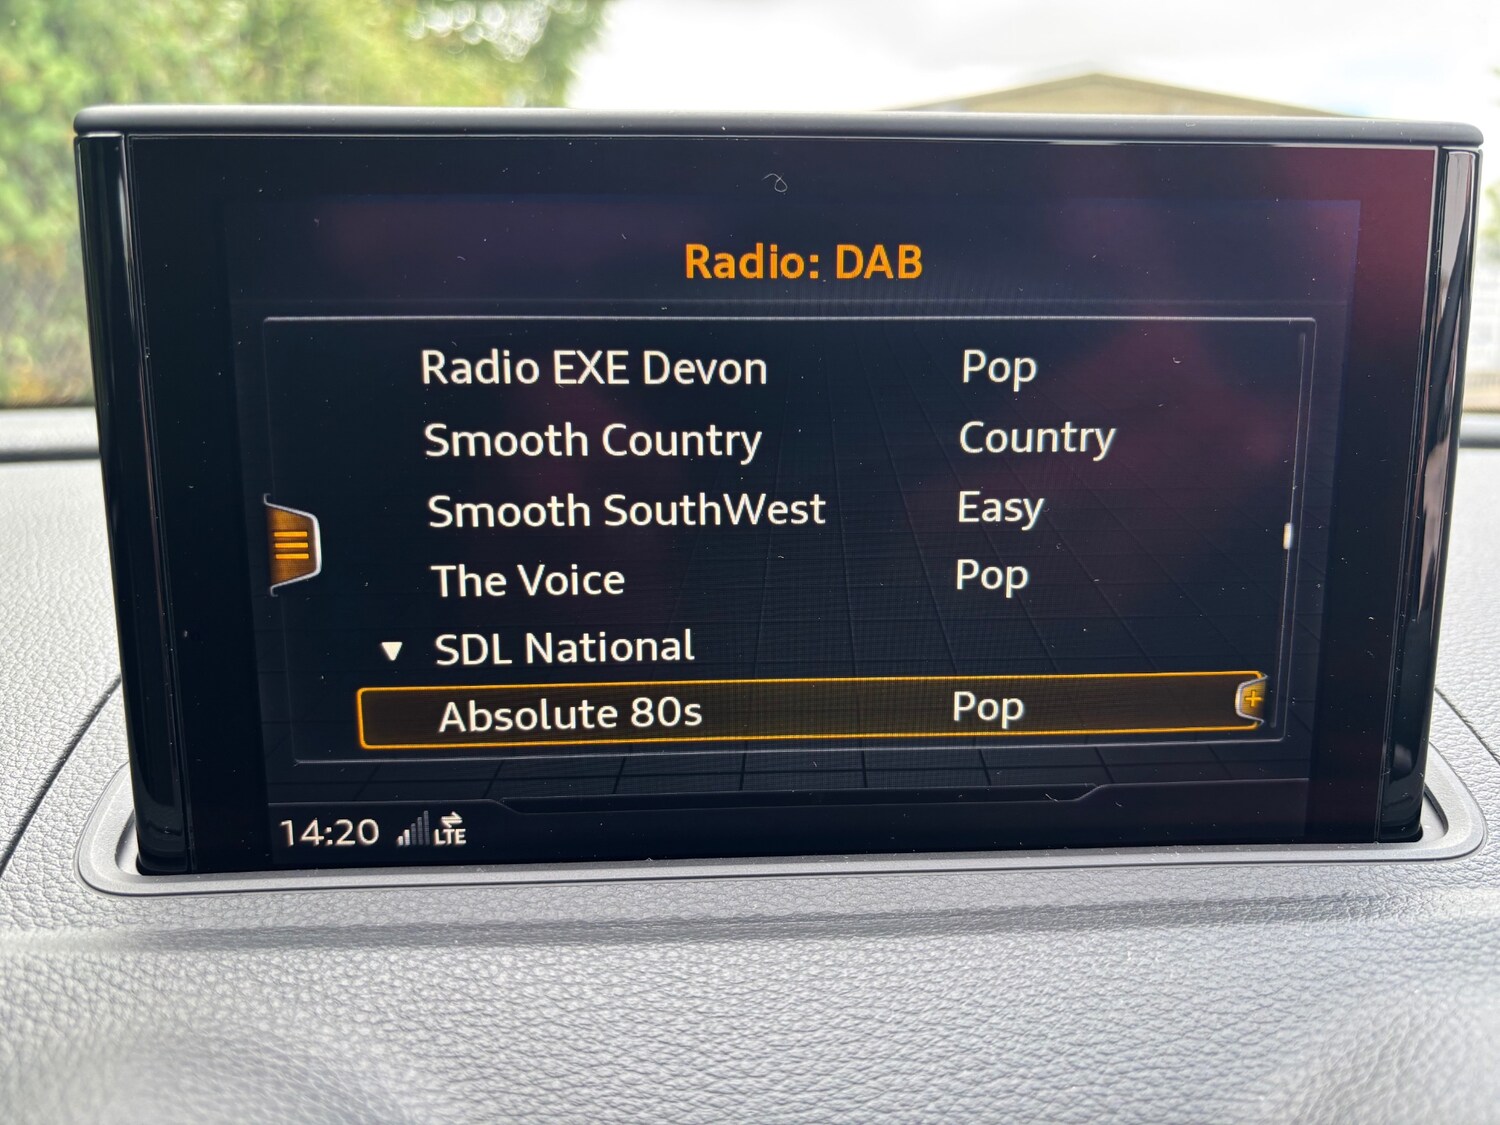 Radio: DAB
Radio EXE Devon Pop
Smooth Country Country
Smooth SouthWest Easy
The Voice Pop
SDL National
Absolute 80s Pop
14:20 LTE